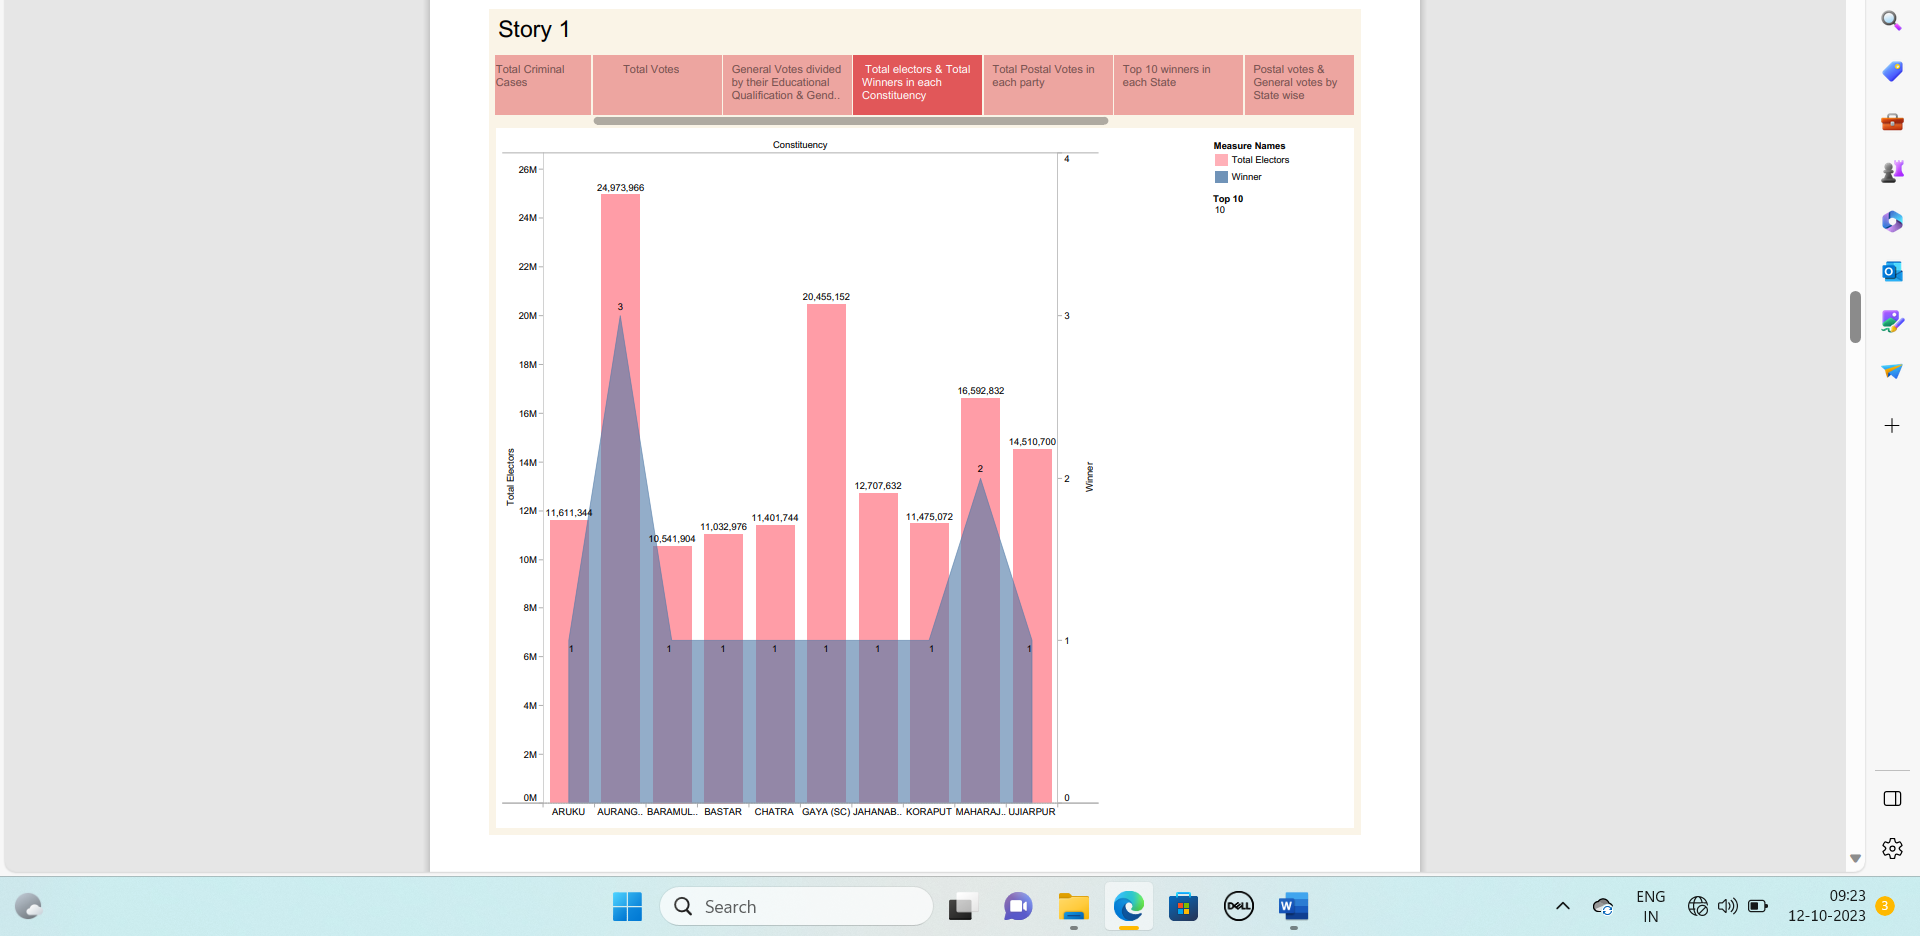 Story 1
Total Criminal
Cases
Total Votes
General Votes divided
by their Educational
Qualification & Gend..
Total electors & Total
Winners in each
Constituency
Total Postal Votes in
each party
Top 10 winners in
each State
Postal votes &
General votes by
State wise
Constituency
Measure Names
Total Electors
Winner
Top 10
10
26M
24M
22M
20M
18M
16M
14M
12M
10M
8M
6M
4M
2M
0M
Total Electors
24,973,966
20,455,152
16,592,832
14,510,700
12,707,632
11,611,344
11,475,072
11,401,744
11,032,976
10,541,904
3
2
1
1
1
1
1
1
1
1
4
3
2
1
0
Winner
ARUKU AURANG.. BARAMUL.. BASTAR CHATRA GAYA (SC) JAHANAB.. KORAPUT MAHARAJ.. UJIARPUR
Search
DELL
W
ENG
IN
09:23
12-10-2023
3